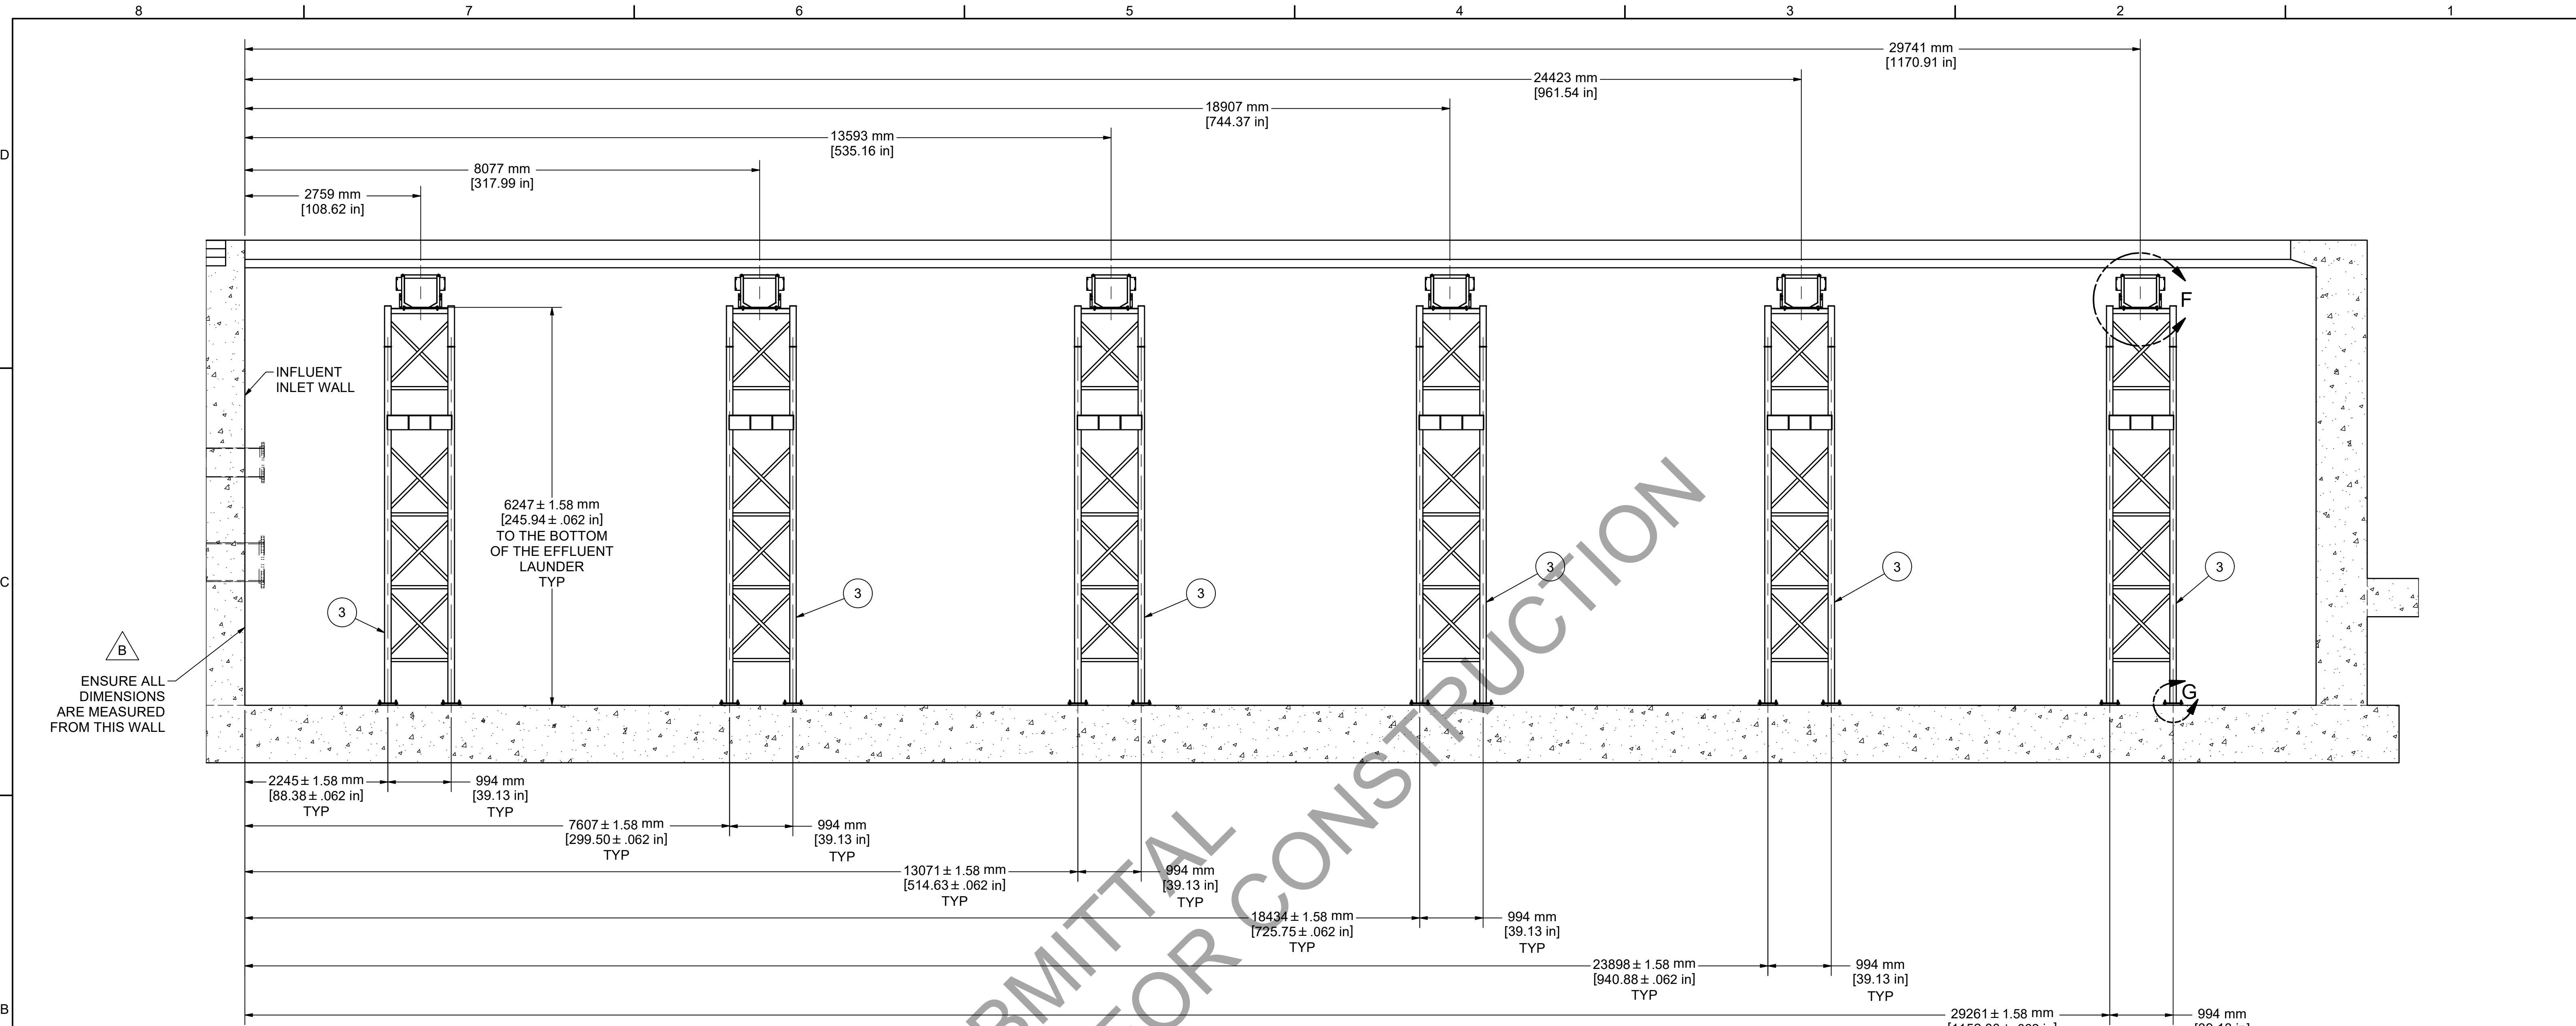 8 7 6 5 4 3 2 1
29741 mm
[1170.91 in]
24423 mm
[961.54 in]
18907 mm
[744.37 in]
13593 mm
[535.16 in]
8077 mm
[317.99 in]
2759 mm
[108.62 in]
D
F
INFLUENT
INLET WALL
6247 ± 1.58 mm
[245.94 ± .062 in]
TO THE BOTTOM
OF THE EFFLUENT
LAUNDER
TYP
C
3
3
3
3
3
3
B
ENSURE ALL
DIMENSIONS
ARE MEASURED
FROM THIS WALL
G
2245 ± 1.58 mm
[88.38 ± .062 in]
TYP
994 mm
[39.13 in]
TYP
7607 ± 1.58 mm
[299.50 ± .062 in]
TYP
994 mm
[39.13 in]
TYP
13071 ± 1.58 mm
[514.63 ± .062 in]
TYP
994 mm
[39.13 in]
TYP
18434 ± 1.58 mm
[725.75 ± .062 in]
TYP
994 mm
[39.13 in]
TYP
23898 ± 1.58 mm
[940.88 ± .062 in]
TYP
994 mm
[39.13 in]
TYP
B
29261 ± 1.58 mm
994 mm
BMITTAL
FOR CONSTRUCTION